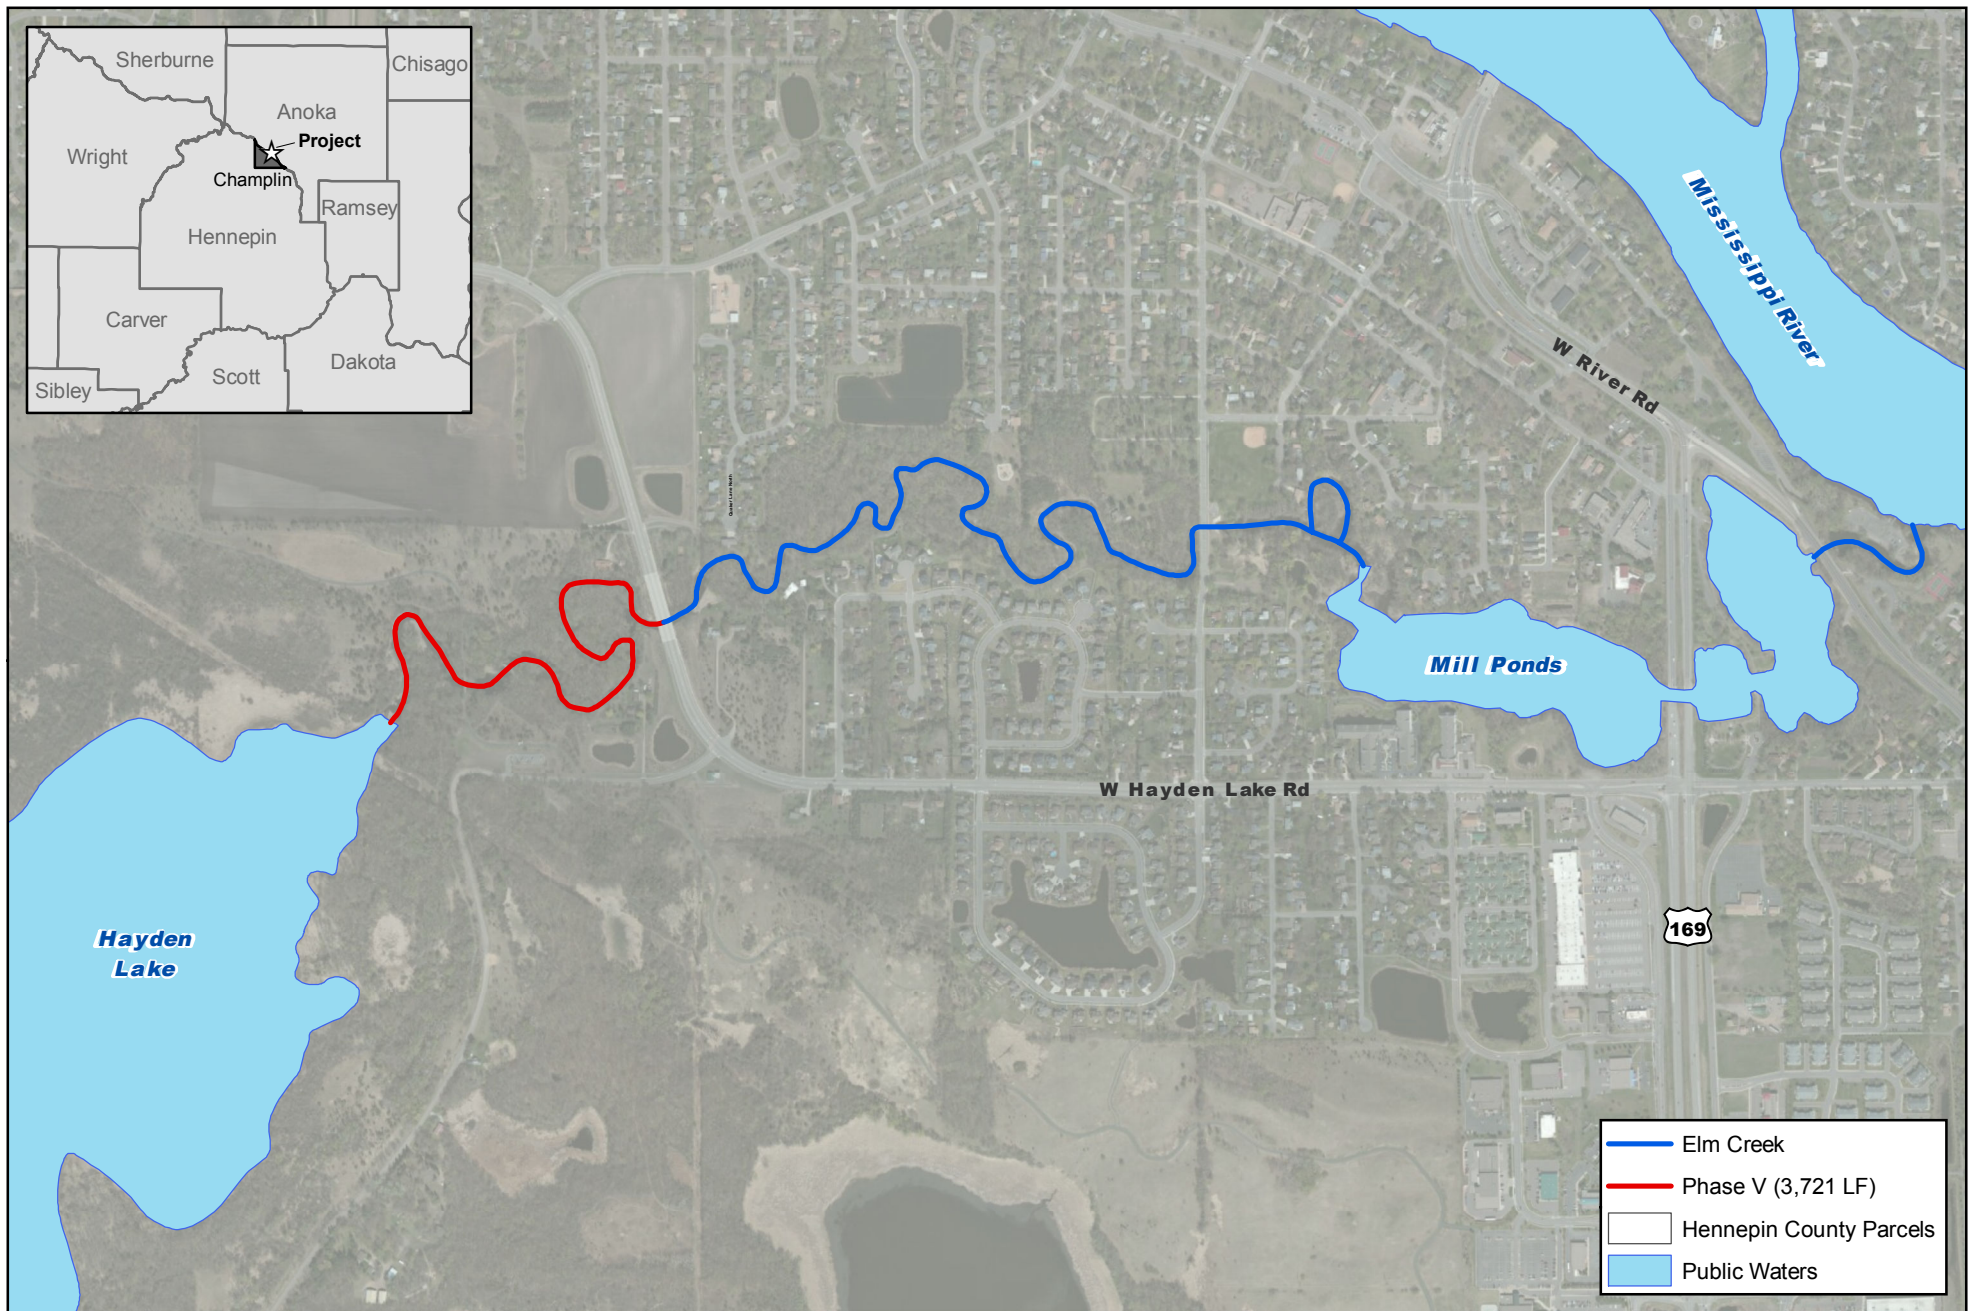 Sherburne
Chisago
Anoka
Project
Wright
Champlin
Ramsey
Hennepin
Carver
Dakota
Scott
Sibley
Mississippi River
W River Rd
Mill Ponds
W Hayden Lake Rd
Hayden
Lake
169
Elm Creek
Phase V (3,721 LF)
Hennepin County Parcels
Public Waters